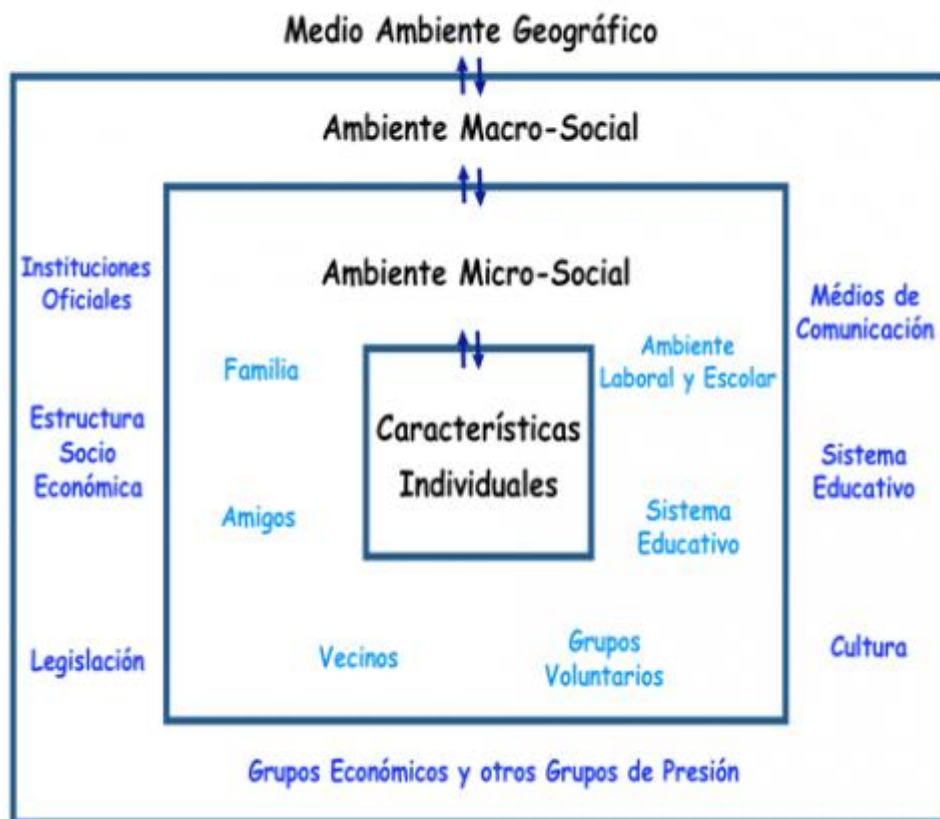 Medio Ambiente Geográfico
Ambiente Macro-Social
Ambiente Micro-Social
Instituciones
Oficiales
Médios de
Comunicación
Familia
Ambiente
Laboral y Escolar
Estructura
Socio
Económica
Características
Individuales
Sistema
Educativo
Amigos
Sistema
Educativo
Legislación
Vecinos
Grupos
Voluntarios
Cultura
Grupos Económicos y otros Grupos de Presión